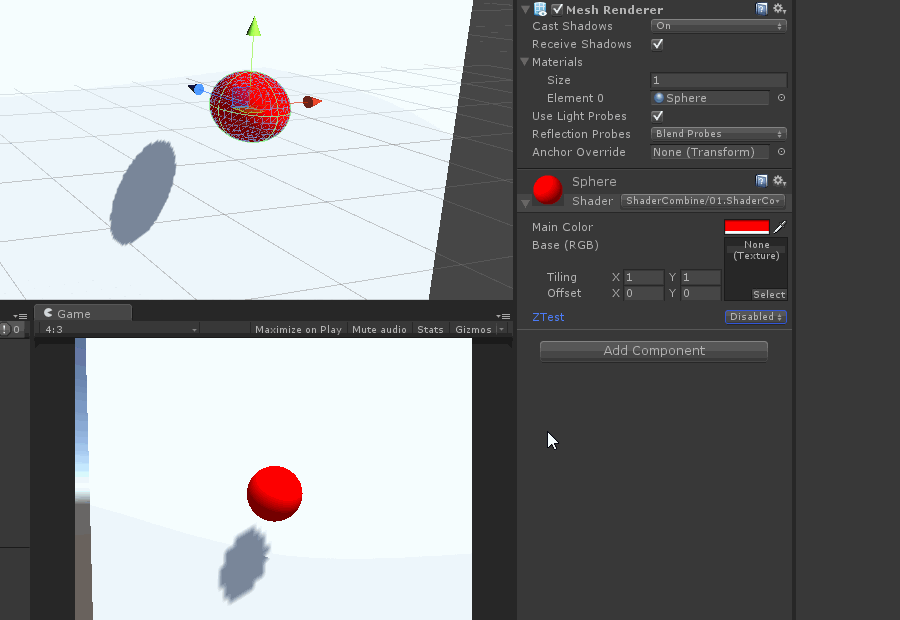 Mesh Renderer
Cast Shadows On
Receive Shadows
Materials
Size 1
Element 0 Sphere
Use Light Probes
Reflection Probes Blend Probes
Anchor Override None (Transform)
Sphere
Shader ShaderCombine/01.ShaderCo
Main Color
Base (RGB) None
(Texture)
Tiling X 1 Y 1
Offset X 0 Y 0
Select
ZTest Disabled
Add Component
Game
0 4:3 Maximize on Play Mute audio Stats Gizmos